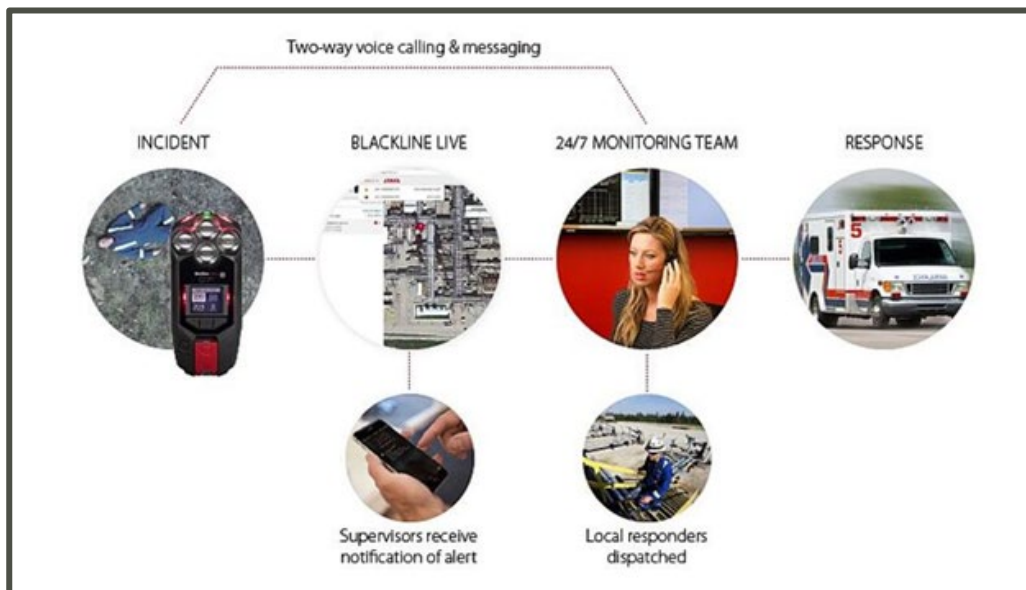 Two-way voice calling & messaging
INCIDENT
BLACKLINE LIVE
24/7 MONITORING TEAM
RESPONSE
5
Supervisors receive
notification of alert
Local responders
dispatched